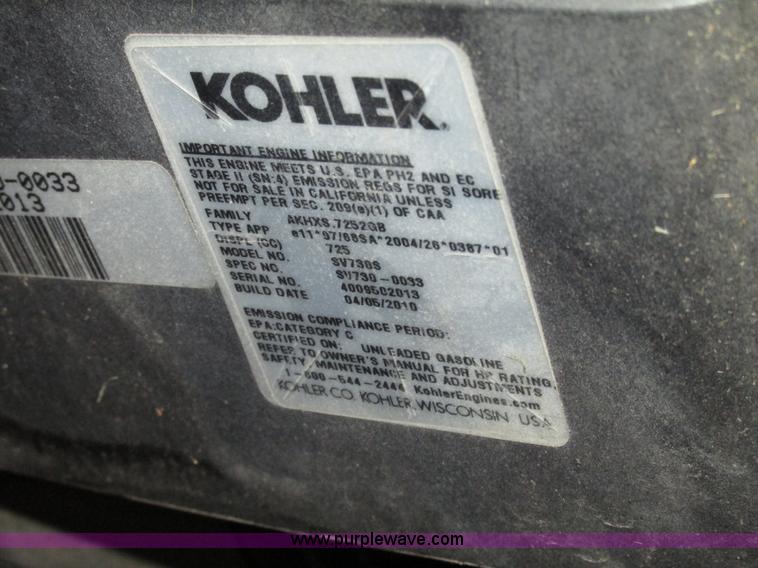 KOHLER.
IMPORTANT ENGINE INFORMATION
THIS ENGINE MEETS U.S. EPA PH2 AND EC
STAGE II (SN:4) EMISSION REGS FOR SI SORE
NOT FOR SALE IN CALIFORNIA UNLESS
PREEMPT PER SEC. 209(e)(1) OF CAA
FAMILY AKHXS.7252GB
TYPE APP e11*97/68SA*2004/26*0387*01
DISPL (CC) 725
MODEL NO. SV730S
SPEC NO. SV730-0033
SERIAL NO. 4009502013
BUILD DATE 04/05/2010
EMISSION COMPLIANCE PERIOD:
EPA:CATEGORY C
CERTIFIED ON: UNLEADED GASOLINE
REFER TO OWNER'S MANUAL FOR HP RATING,
SAFETY, MAINTENANCE AND ADJUSTMENTS
1-800-544-2444 KohlerEngines.com
KOHLER CO. KOHLER, WISCONSIN USA
0-0033
2013
www.purplewave.com